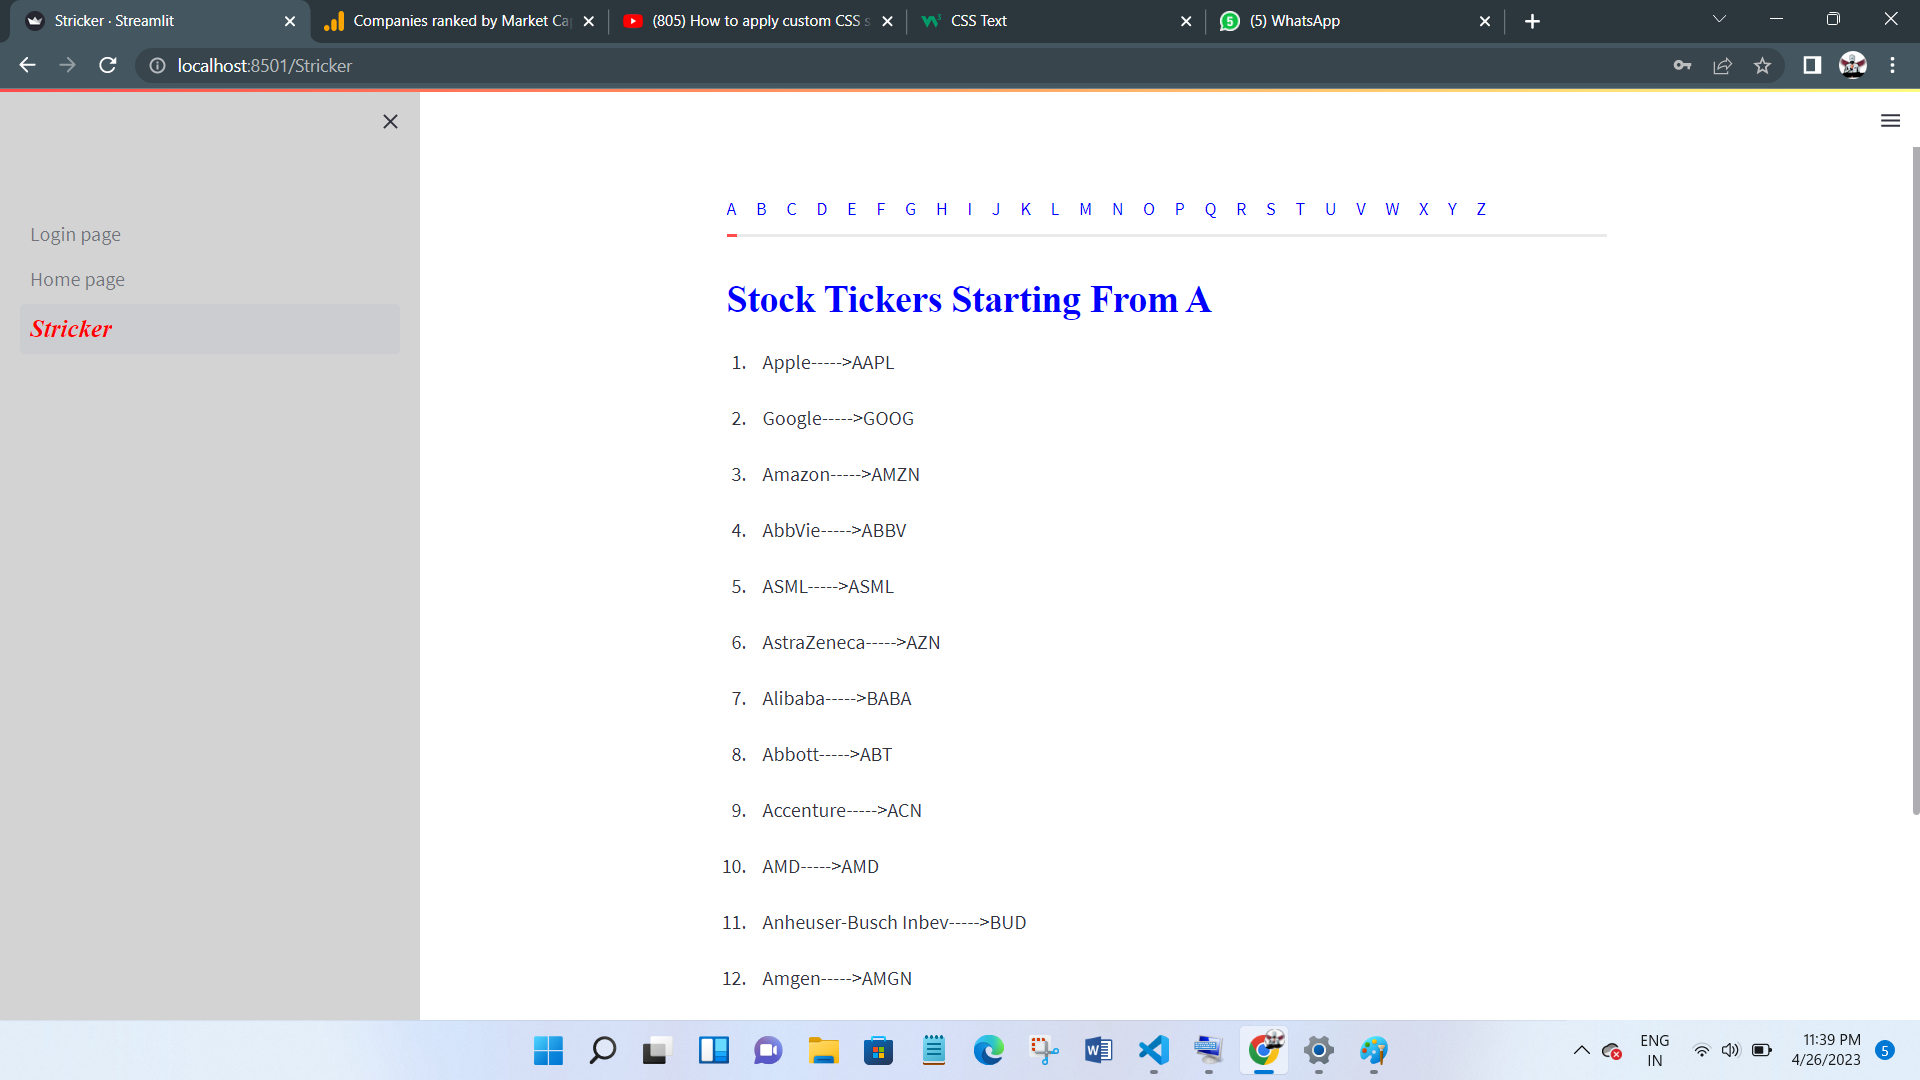 Stricker · Streamlit
Companies ranked by Market Ca
(805) How to apply custom CSS s
CSS Text
(5) WhatsApp
localhost:8501/Stricker
Login page
Home page
Stricker
A B C D E F G H I J K L M N O P Q R S T U V W X Y Z
Stock Tickers Starting From A
1. Apple----->AAPL
2. Google----->GOOG
3. Amazon----->AMZN
4. AbbVie----->ABBV
5. ASML----->ASML
6. AstraZeneca----->AZN
7. Alibaba----->BABA
8. Abbott----->ABT
9. Accenture----->ACN
10. AMD----->AMD
11. Anheuser-Busch Inbev----->BUD
12. Amgen----->AMGN
ENG
IN
11:39 PM
4/26/2023
5